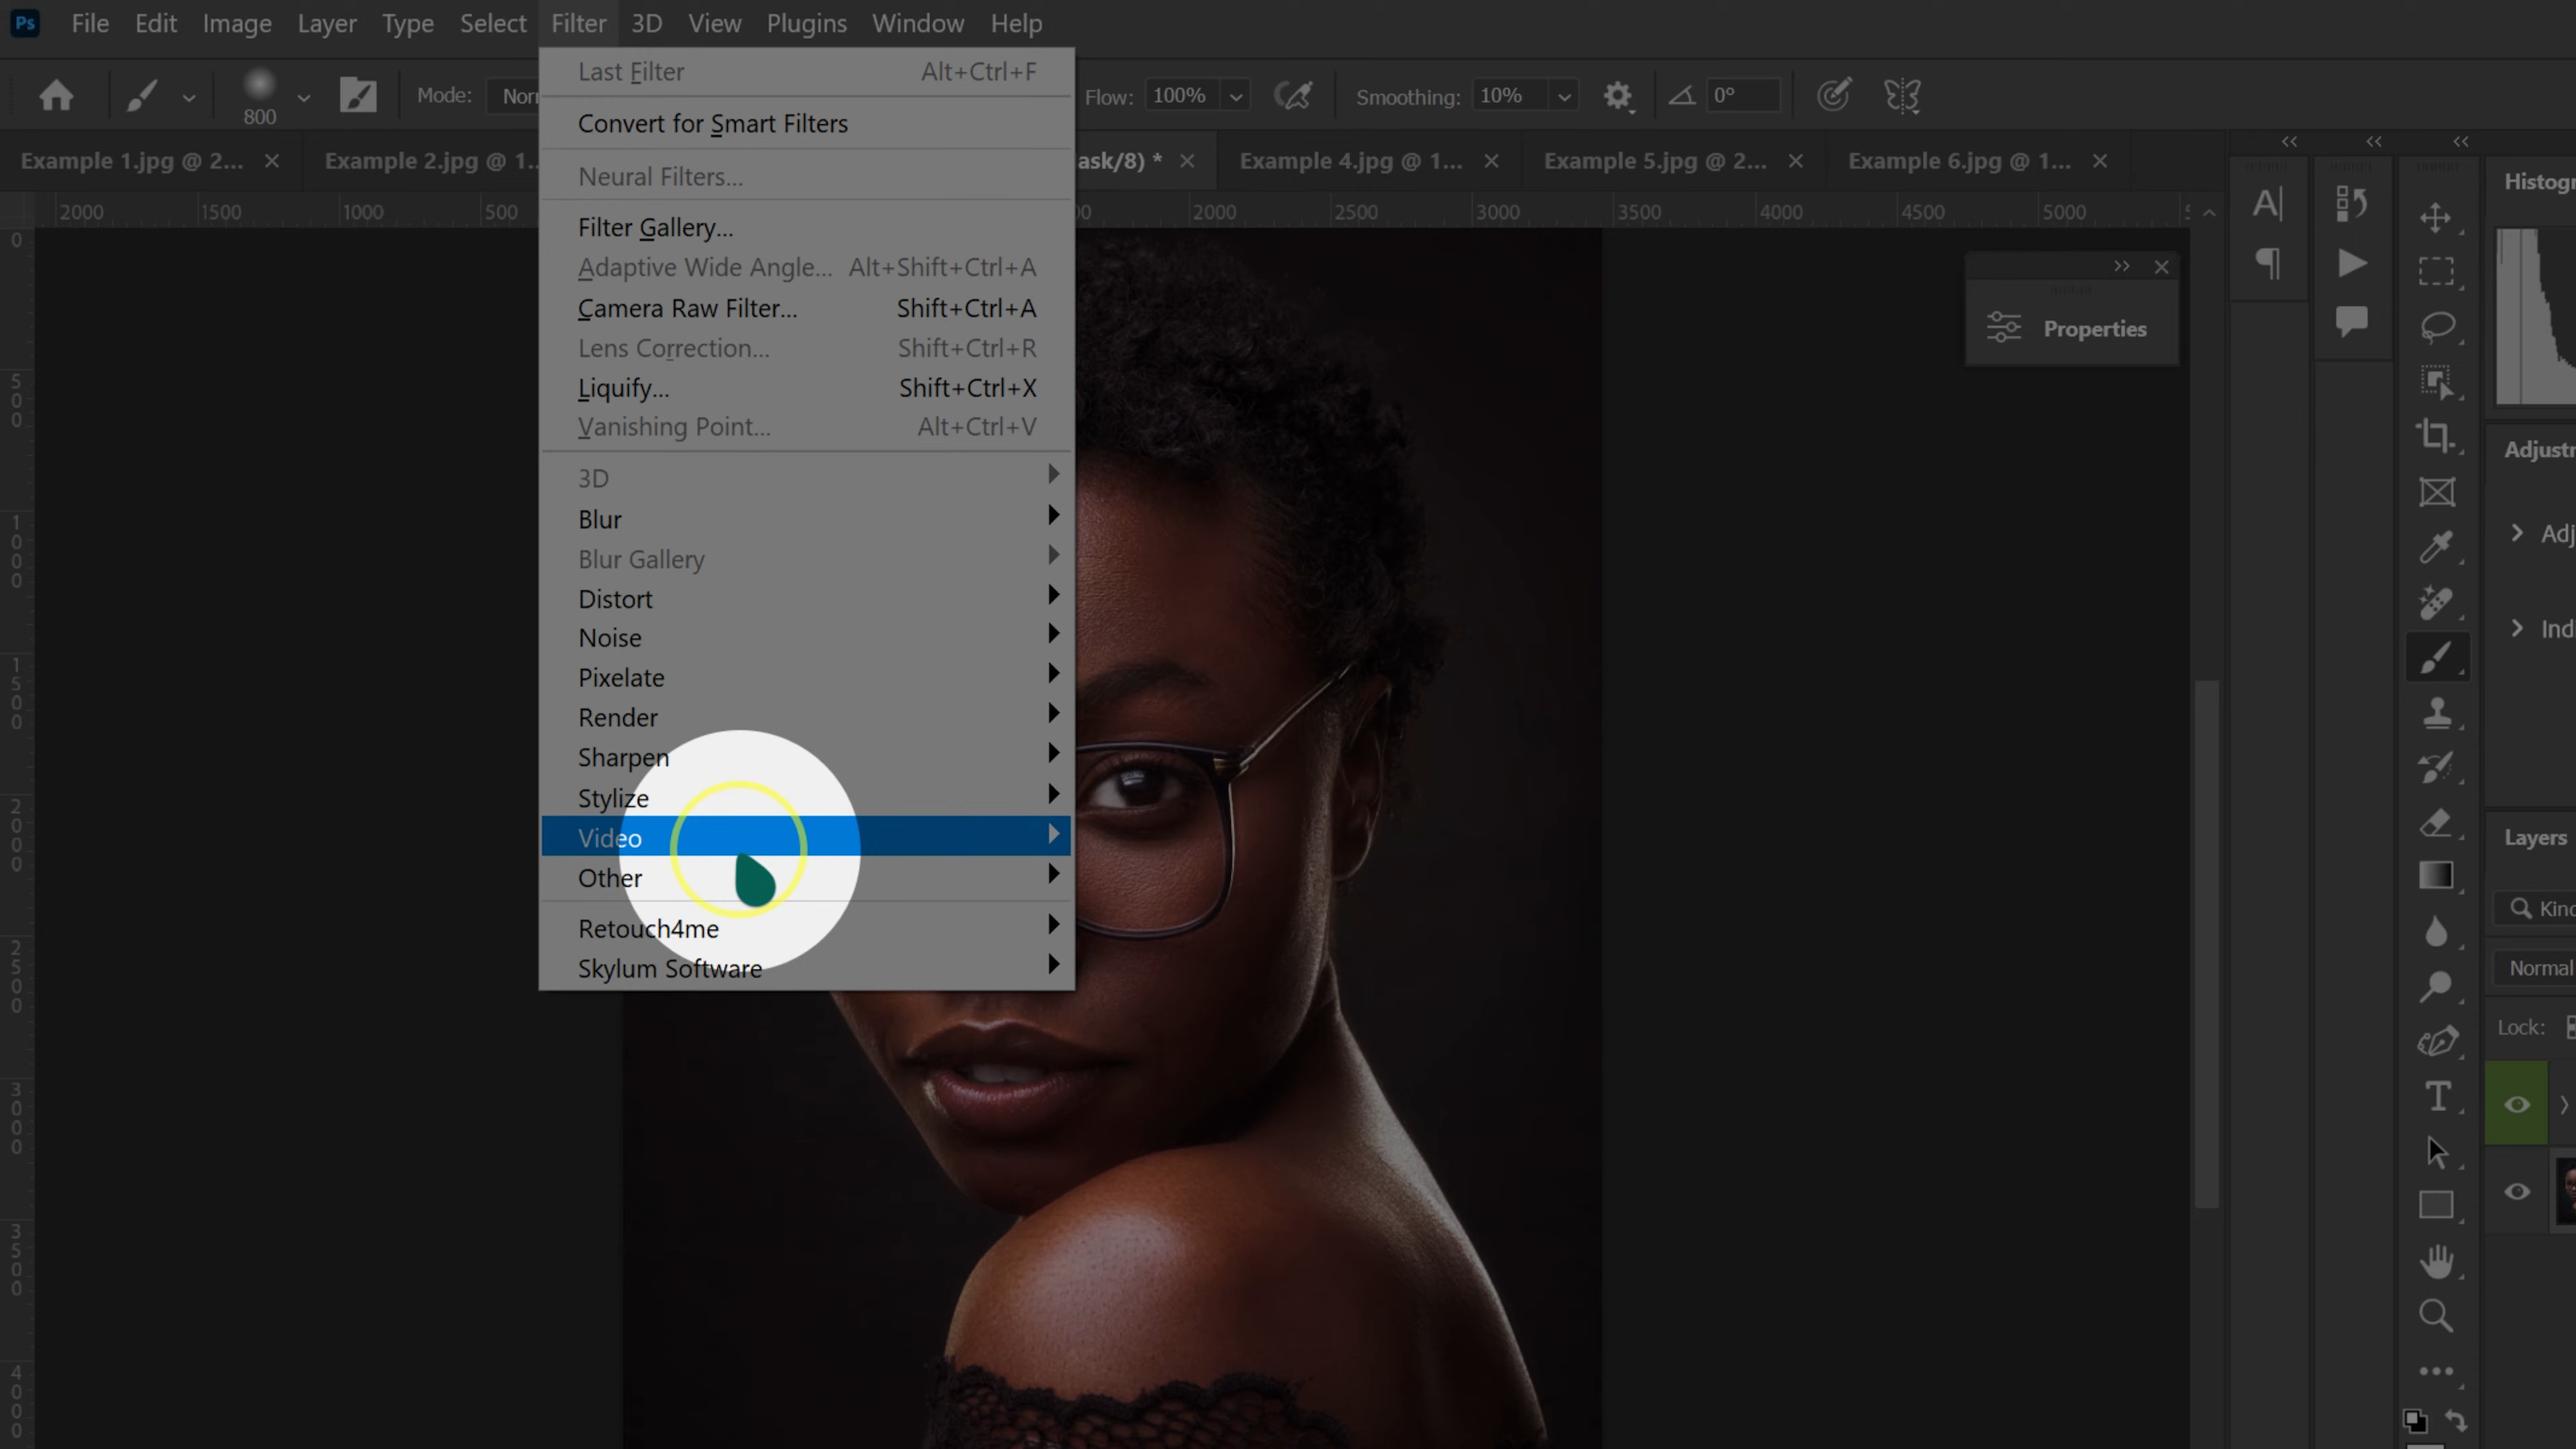 Ps File Edit Image Layer Type Select Filter 3D View Plugins Window Help
800 Mode: Flow: 100% Smoothing: 10% 0°
Example 1.jpg @ 2... Example 2.jpg @ 1... ask/8) * Example 4.jpg @ 1... Example 5.jpg @ 2... Example 6.jpg @ 1...
2000 1500 1000 500 2000 2500 3000 3500 4000 4500 5000
Last Filter Alt+Ctrl+F
Convert for Smart Filters
Neural Filters...
Filter Gallery...
Adaptive Wide Angle... Alt+Shift+Ctrl+A
Camera Raw Filter... Shift+Ctrl+A
Lens Correction... Shift+Ctrl+R
Liquify... Shift+Ctrl+X
Vanishing Point... Alt+Ctrl+V
3D
Blur
Blur Gallery
Distort
Noise
Pixelate
Render
Sharpen
Stylize
Video
Other
Retouch4me
Skylum Software
0
500
1000
1500
2000
2500
3000
3500
400
Properties
Histogr
Adjustn
Adj
Ind
Layers
Kind
Normal
Lock: